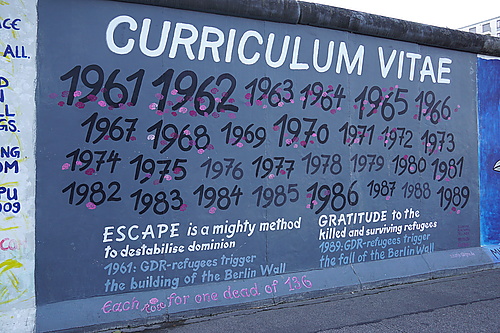 CURRICULUM VITAE
1961 1962 1963 1964 1965 1966
1967 1968 1969 1970 1971 1972 1973
1974 1975 1976 1977 1978 1979 1980 1981
1982 1983 1984 1985 1986 1987 1988 1989
ESCAPE is a mighty method
to destabilise dominion
1961: GDR-refugees trigger
the building of the Berlin Wall
GRATITUDE to the
killed and surviving refugees
1989: GDR-refugees trigger
the fall of the Berlin Wall
Each rose for one dead of 136
ALL.